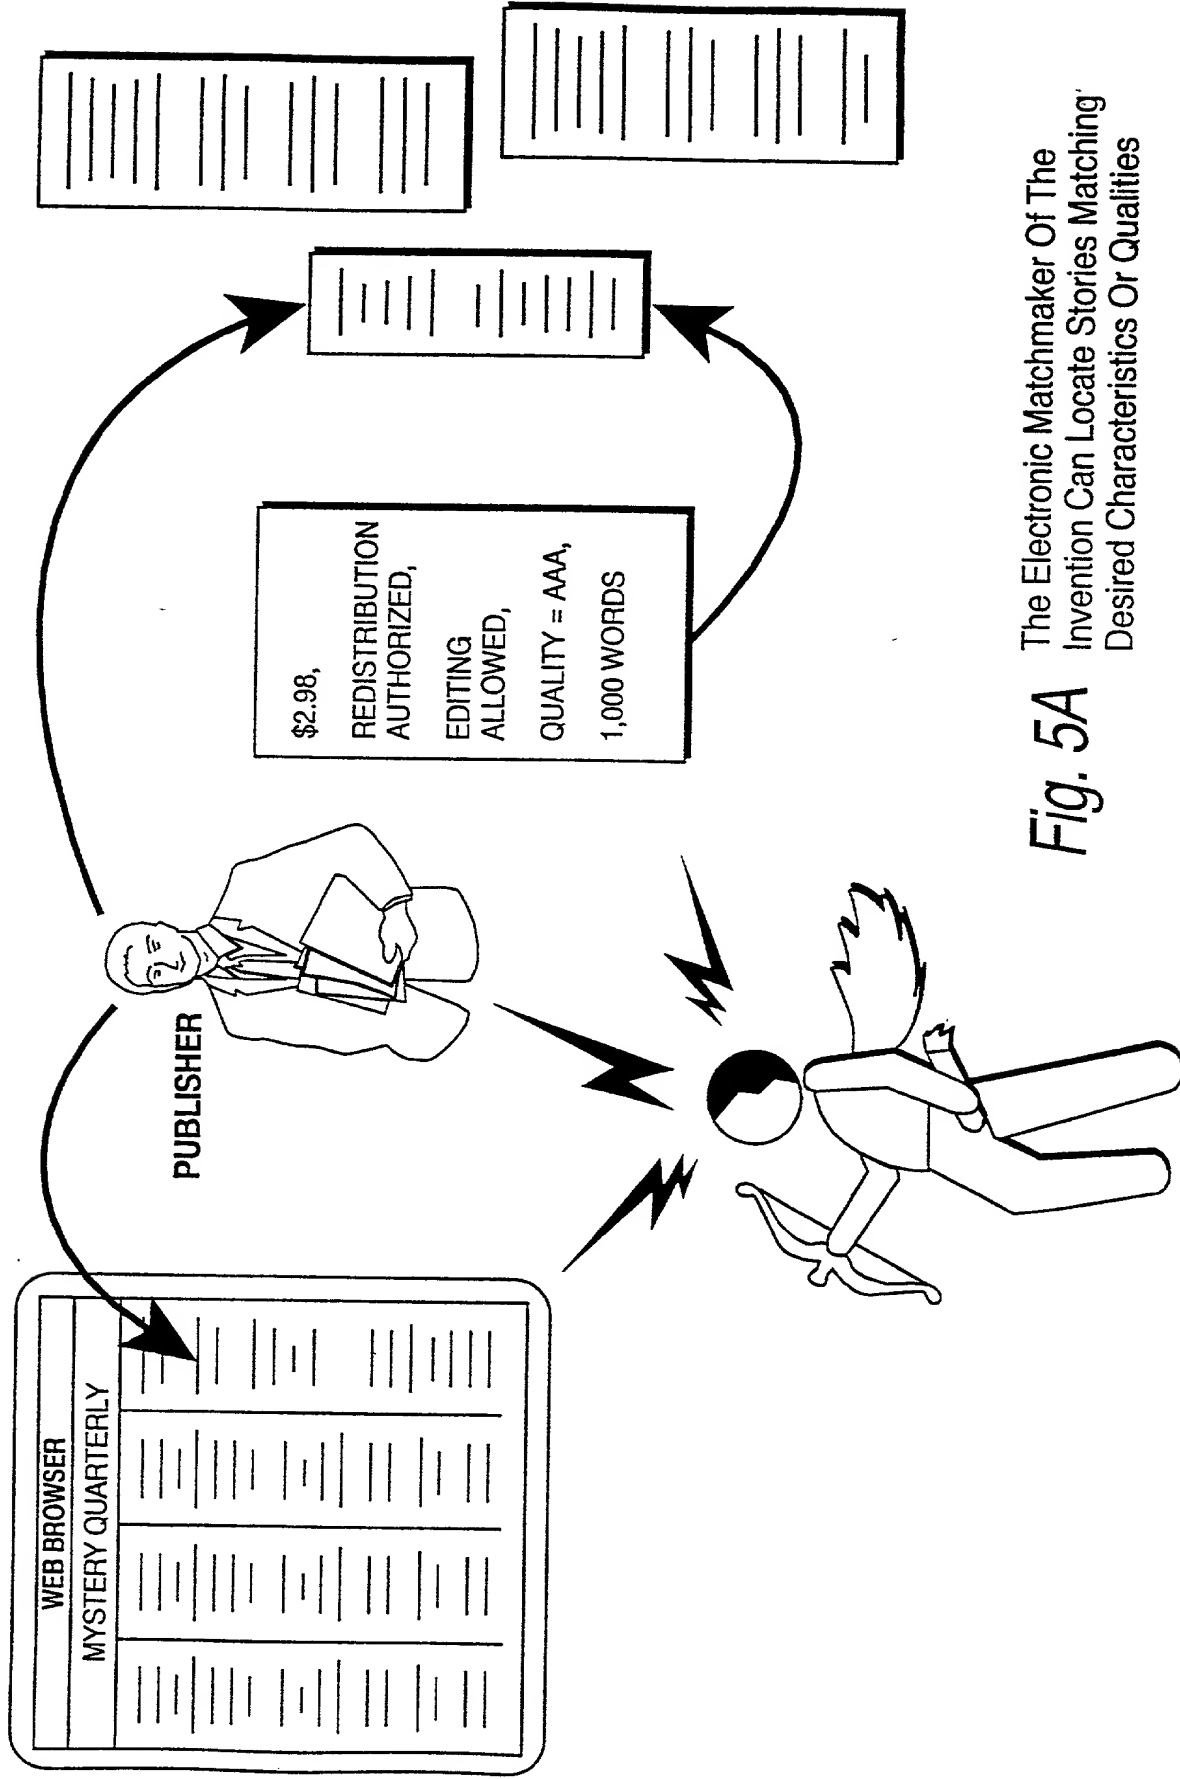 WEB BROWSER
MYSTERY QUARTERLY
PUBLISHER
$2.98,
REDISTRIBUTION
AUTHORIZED,
EDITING
ALLOWED,
QUALITY = AAA,
1,000 WORDS
Fig. 5A
The Electronic Matchmaker Of The
Invention Can Locate Stories Matching
Desired Characteristics Or Qualities